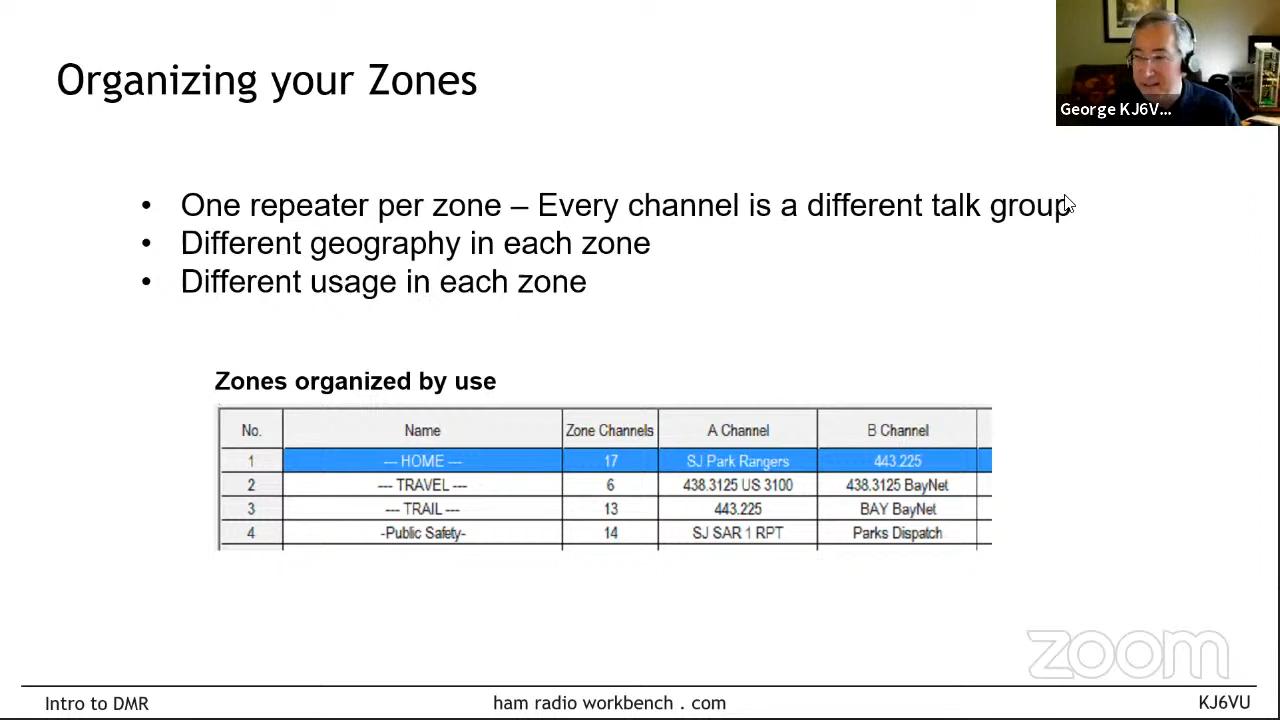 Organizing your Zones
George KJ6V...
• One repeater per zone – Every channel is a different talk group
• Different geography in each zone
• Different usage in each zone
Zones organized by use
No. Name Zone Channels A Channel B Channel
1 --- HOME --- 17 SJ Park Rangers 443.225
2 --- TRAVEL --- 6 438.3125 US 3100 438.3125 BayNet
3 --- TRAIL --- 13 443.225 BAY BayNet
4 -Public Safety- 14 SJ SAR 1 RPT Parks Dispatch
zoom
Intro to DMR ham radio workbench . com KJ6VU